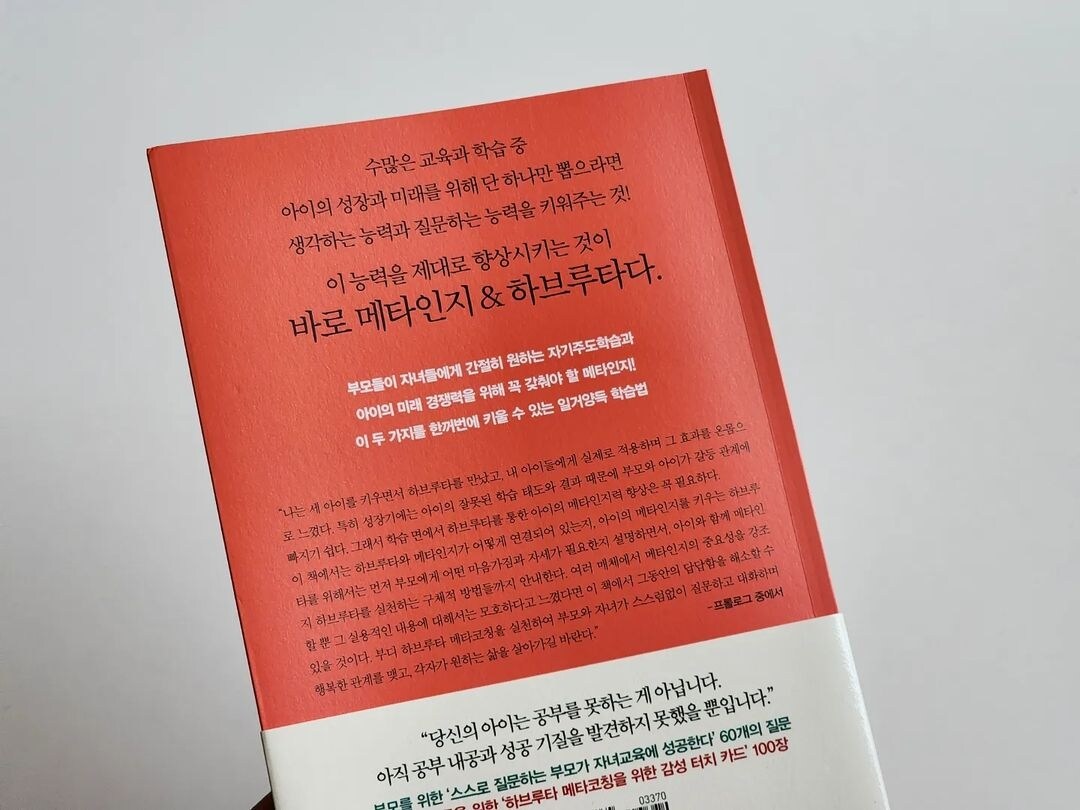 수많은 교육과 학습 중
아이의 성장과 미래를 위해 단 하나만 뽑으라면
생각하는 능력과 질문하는 능력을 키워주는 것!
이 능력을 제대로 향상시키는 것이
바로 메타인지 & 하브루타다.
부모들이 자녀들에게 간절히 원하는 자기주도학습과
아이의 미래 경쟁력을 위해 꼭 갖춰야 할 메타인지!
이 두 가지를 한꺼번에 키울 수 있는 일거양득 학습법
“나는 세 아이를 키우면서 하브루타를 만났고, 내 아이들에게 실제로 적용하며 그 효과를 온몸으
로 느꼈다. 특히 성장기에는 아이의 잘못된 학습 태도와 결과 때문에 부모와 아이가 갈등 관계에
빠지기 쉽다. 그래서 학습 면에서 하브루타를 통한 아이의 메타인지력 향상은 꼭 필요하다.
이 책에서는 하브루타와 메타인지가 어떻게 연결되어 있는지, 아이의 메타인지를 키우는 하브루
타를 위해서는 먼저 부모에게 어떤 마음가짐과 자세가 필요한지 설명하면서, 아이와 함께 메타인
지 하브루타를 실천하는 구체적 방법들까지 안내한다. 여러 매체에서 메타인지의 중요성을 강조
할 뿐 그 실용적인 내용에 대해서는 모호하다고 느꼈다면 이 책에서 그동안의 답답함을 해소할 수
있을 것이다. 부디 하브루타 메타코칭을 실천하여 부모와 자녀가 스스럼없이 질문하고 대화하며
행복한 관계를 맺고, 각자가 원하는 삶을 살아가길 바란다.”
- 프롤로그 중에서
“당신의 아이는 공부를 못하는 게 아닙니다.
아직 공부 내공과 성공 기질을 발견하지 못했을 뿐입니다.”
부모를 위한 ‘스스로 질문하는 부모가 자녀교육에 성공한다’ 60개의 질문
위한 ‘하브루타 메타코칭을 위한 감성 터치 카드’ 100장
03370